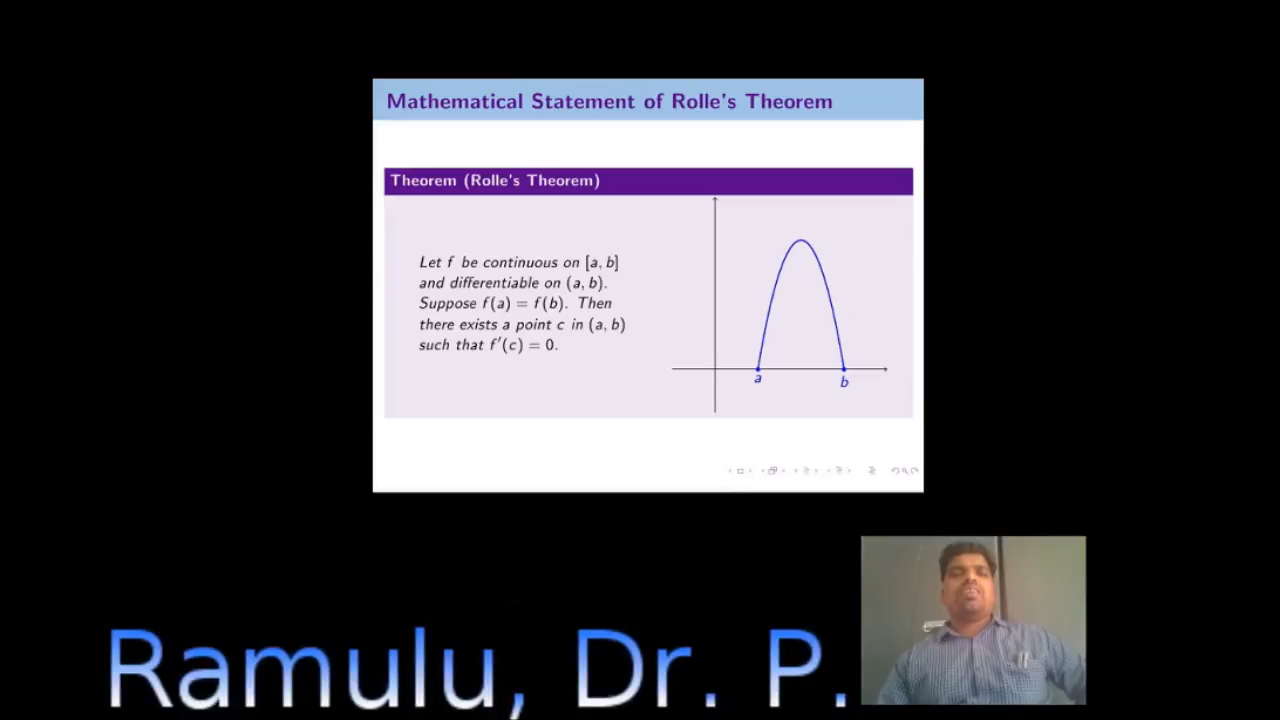 Mathematical Statement of Rolle's Theorem
Theorem (Rolle's Theorem)
Let f be continuous on [a, b]
and differentiable on (a, b).
Suppose f(a) = f(b). Then
there exists a point c in (a, b)
such that f′(c) = 0.
a b
Ramulu, Dr. P.